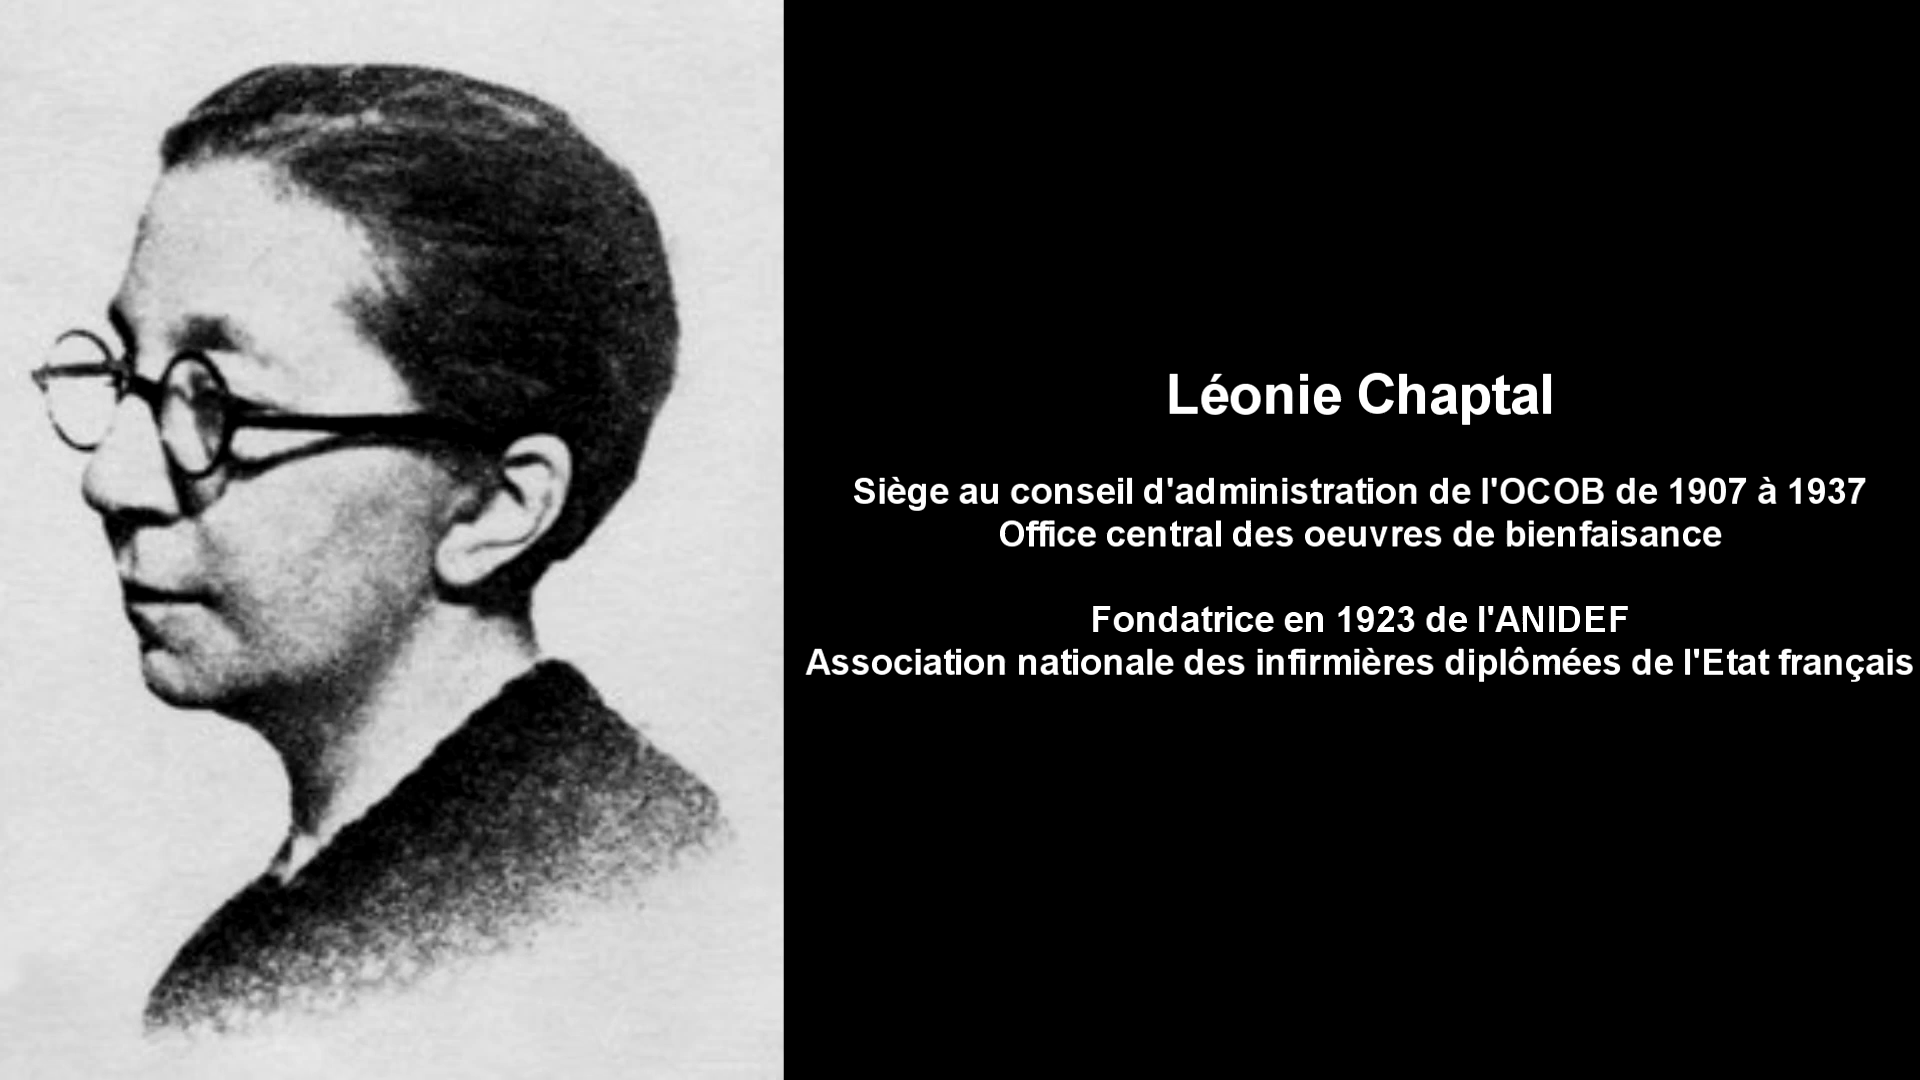 Léonie Chaptal
Siège au conseil d'administration de l'OCOB de 1907 à 1937
Office central des oeuvres de bienfaisance
Fondatrice en 1923 de l'ANIDEF
Association nationale des infirmières diplômées de l'Etat français